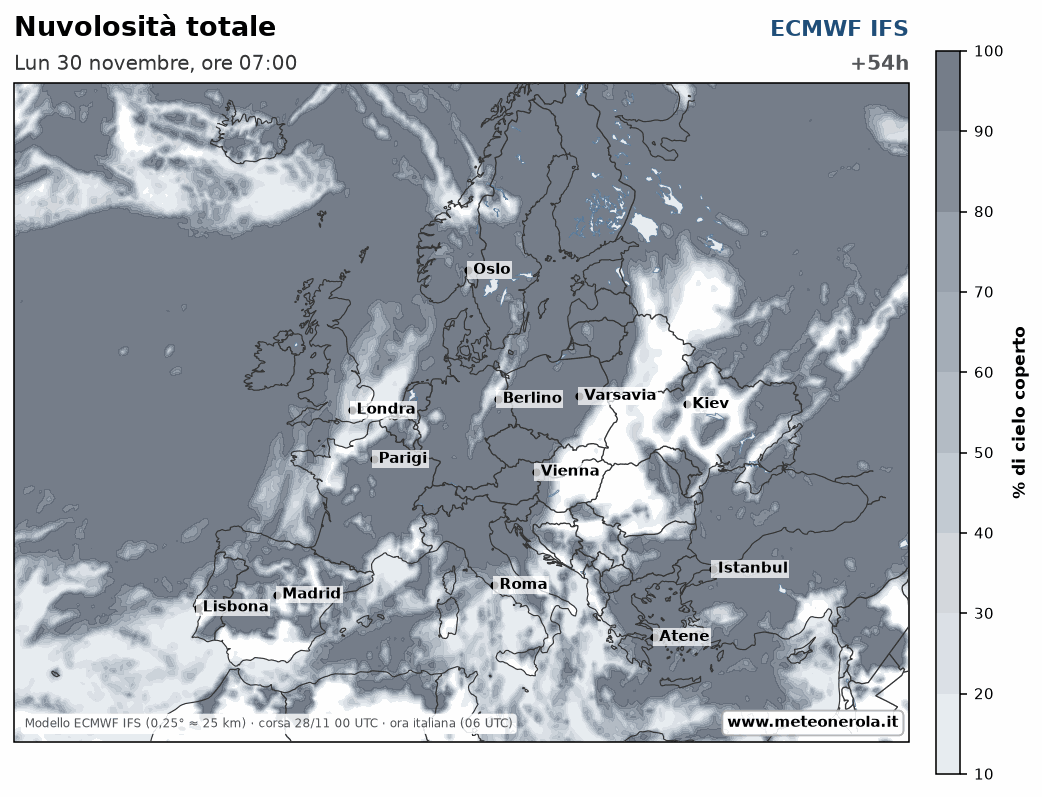 Nuvolosità totale
ECMWF IFS
Lun 30 novembre, ore 07:00
+54h
Oslo
Londra
Berlino
Varsavia
Kiev
Parigi
Vienna
Istanbul
Roma
Madrid
Lisbona
Atene
Modello ECMWF IFS (0,25° ≈ 25 km) · corsa 28/11 00 UTC · ora italiana (06 UTC)
www.meteonerola.it
100
90
80
70
60
50
40
30
20
10
% di cielo coperto